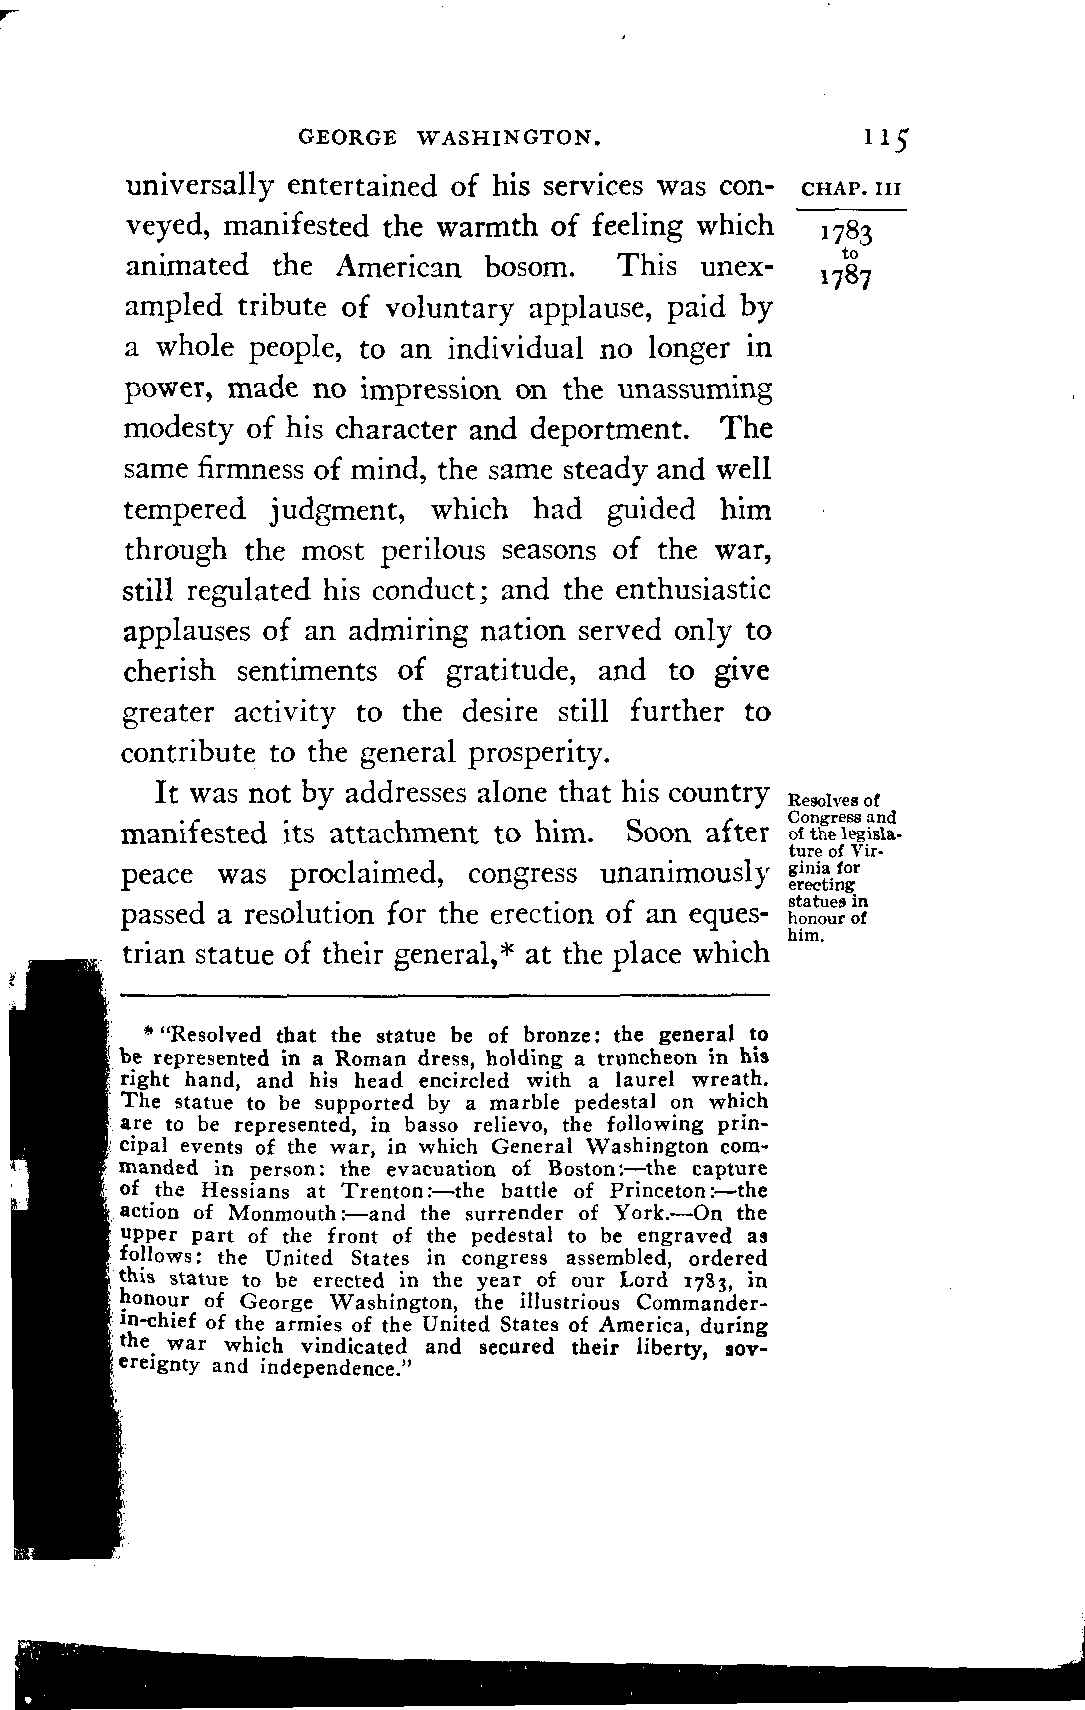 GEORGE WASHINGTON. 115
universally entertained of his services was con-
veyed, manifested the warmth of feeling which
animated the American bosom. This unex-
ampled tribute of voluntary applause, paid by
a whole people, to an individual no longer in
power, made no impression on the unassuming
modesty of his character and deportment. The
same firmness of mind, the same steady and well
tempered judgment, which had guided him
through the most perilous seasons of the war,
still regulated his conduct; and the enthusiastic
applauses of an admiring nation served only to
cherish sentiments of gratitude, and to give
greater activity to the desire still further to
contribute to the general prosperity.
It was not by addresses alone that his country
manifested its attachment to him. Soon after
peace was proclaimed, congress unanimously
passed a resolution for the erection of an eques-
trian statue of their general,* at the place which
CHAP. III
1783
to
1787
Resolves of
Congress and
of the legisla-
ture of Vir-
ginia for
erecting
statues in
honour of
him.
* "Resolved that the statue be of bronze: the general to
be represented in a Roman dress, holding a truncheon in his
right hand, and his head encircled with a laurel wreath.
The statue to be supported by a marble pedestal on which
are to be represented, in basso relievo, the following prin-
cipal events of the war, in which General Washington com-
manded in person: the evacuation of Boston:—the capture
of the Hessians at Trenton:—the battle of Princeton:—the
action of Monmouth:—and the surrender of York.—On the
upper part of the front of the pedestal to be engraved as
follows: the United States in congress assembled, ordered
this statue to be erected in the year of our Lord 1783, in
honour of George Washington, the illustrious Commander-
in-chief of the armies of the United States of America, during
the war which vindicated and secured their liberty, sov-
ereignty and independence."